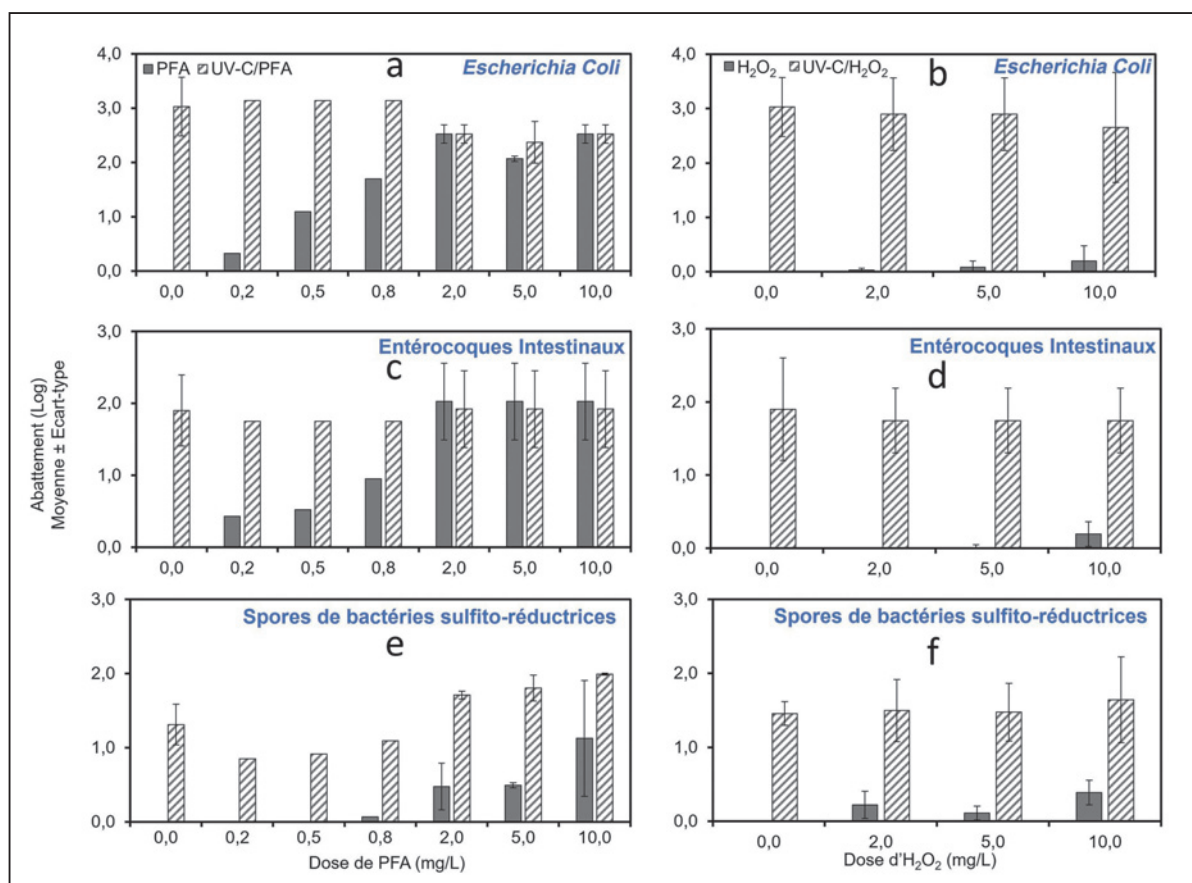 4,0
3,0
2,0
1,0
0,0
PFA UV-C/PFA
a
Escherichia Coli
0,0 0,2 0,5 0,8 2,0 5,0 10,0
4,0
3,0
2,0
1,0
0,0
H₂O₂ UV-C/H₂O₂
b
Escherichia Coli
0,0 2,0 5,0 10,0
Abattement (Log)
Moyenne ± Ecart-type
3,0
2,0
1,0
0,0
Entérocoques Intestinaux
c
0,0 0,2 0,5 0,8 2,0 5,0 10,0
3,0
2,0
1,0
0,0
Entérocoques Intestinaux
d
0,0 2,0 5,0 10,0
3,0
2,0
1,0
0,0
Spores de bactéries sulfito-réductrices
e
0,0 0,2 0,5 0,8 2,0 5,0 10,0
Dose de PFA (mg/L)
3,0
2,0
1,0
0,0
Spores de bactéries sulfito-réductrices
f
0,0 2,0 5,0 10,0
Dose d'H₂O₂ (mg/L)